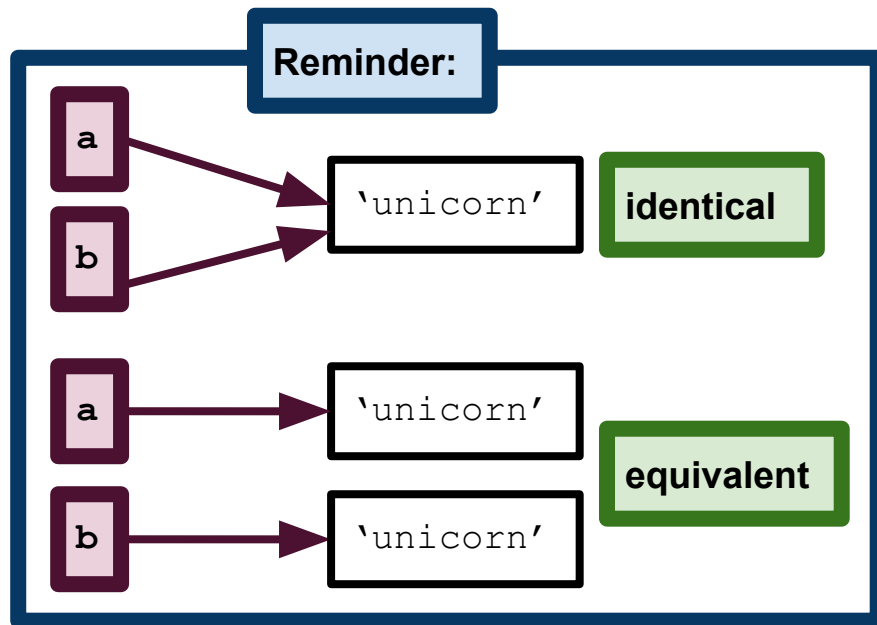 Reminder:
a
‘unicorn’
identical
b
a
‘unicorn’
equivalent
b
‘unicorn’